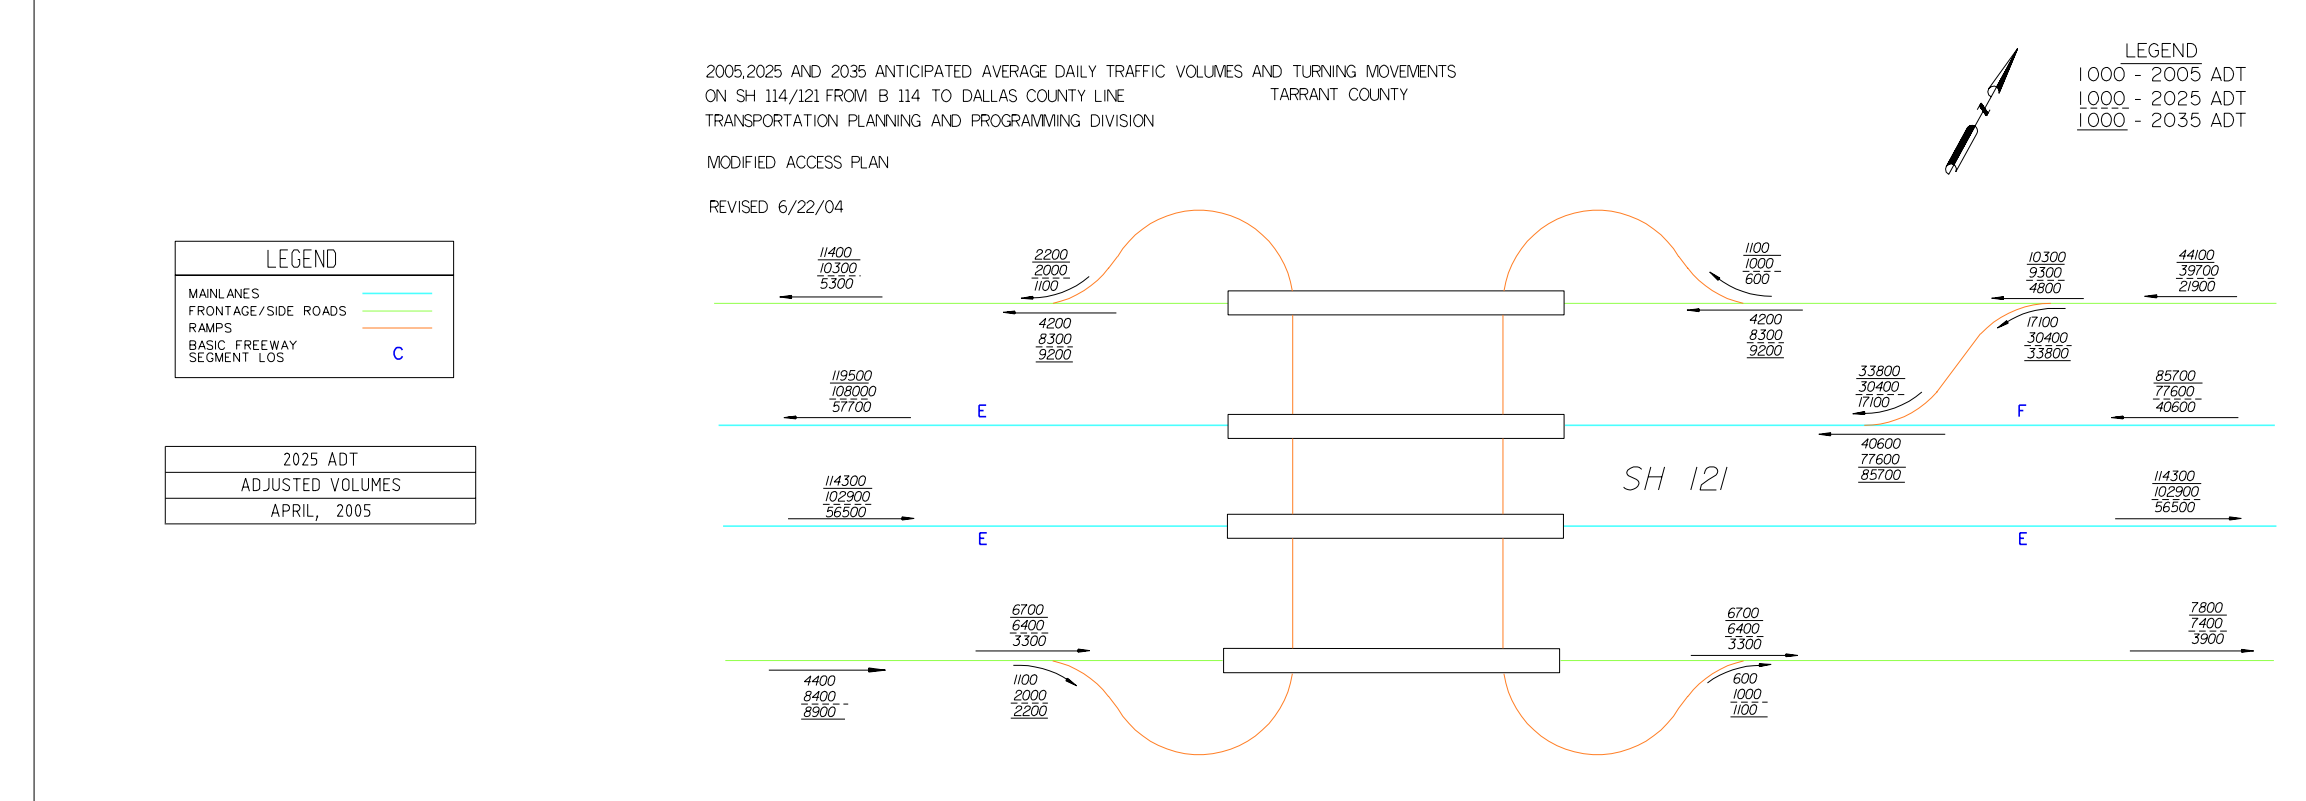 2005,2025 AND 2035 ANTICIPATED AVERAGE DAILY TRAFFIC VOLUMES AND TURNING MOVEMENTS
ON SH 114/121 FROM B 114 TO DALLAS COUNTY LINE TARRANT COUNTY
TRANSPORTATION PLANNING AND PROGRAMMING DIVISION
MODIFIED ACCESS PLAN
REVISED 6/22/04
LEGEND
1000 - 2005 ADT
1000 - 2025 ADT
1000 - 2035 ADT
LEGEND
MAINLANES
FRONTAGE/SIDE ROADS
RAMPS
BASIC FREEWAY
SEGMENT LOS C
2025 ADT
ADJUSTED VOLUMES
APRIL, 2005
11400
10300
5300
2200
2000
1100
4200
8300
9200
1100
1000
600
4200
8300
9200
10300
9300
4800
44100
39700
21900
17100
30400
33800
119500
108000
57700
E
33800
30400
17100
F
85700
77600
40600
40600
77600
85700
SH 121
114300
102900
56500
E
114300
102900
56500
E
6700
6400
3300
4400
8400
8900
1100
2000
2200
6700
6400
3300
600
1000
1100
7800
7400
3900